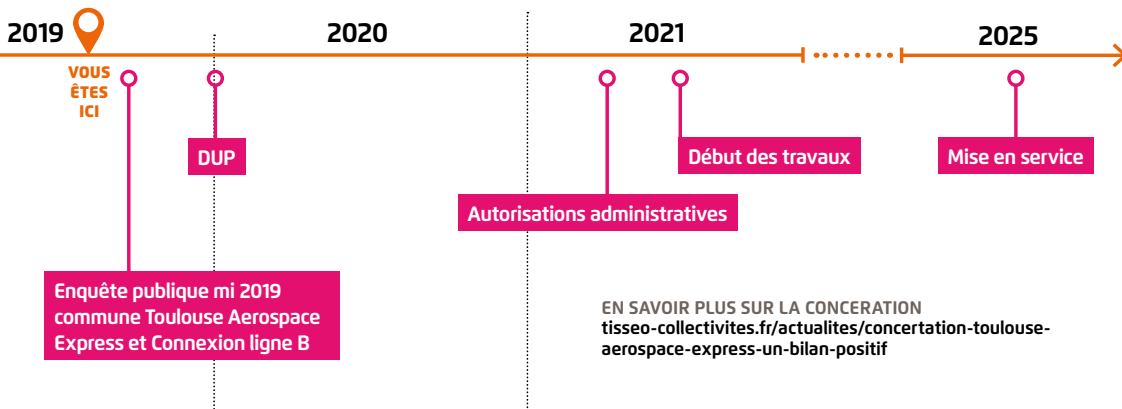 2019
2020
2021
2025
VOUS
ÊTES
ICI
DUP
Début des travaux
Mise en service
Autorisations administratives
Enquête publique mi 2019
commune Toulouse Aerospace
Express et Connexion ligne B
EN SAVOIR PLUS SUR LA CONCERATION
tisseo-collectivites.fr/actualites/concertation-toulouse-
aerospace-express-un-bilan-positif